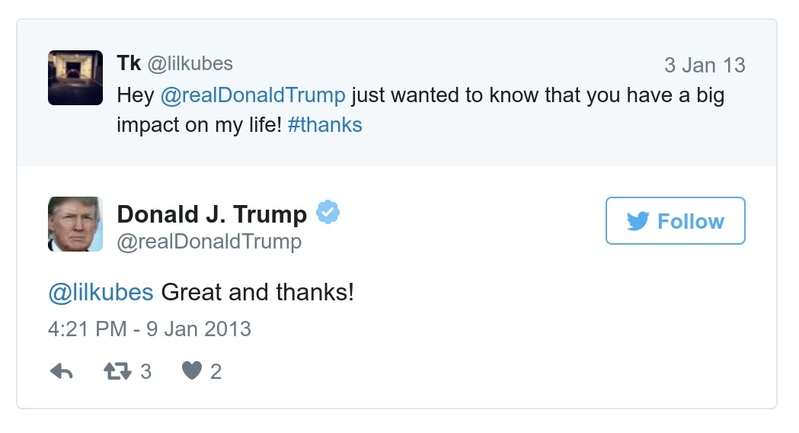 Tk @lilkubes 3 Jan 13
Hey @realDonaldTrump just wanted to know that you have a big
impact on my life! #thanks
Donald J. Trump
@realDonaldTrump
Follow
@lilkubes Great and thanks!
4:21 PM - 9 Jan 2013
3 2